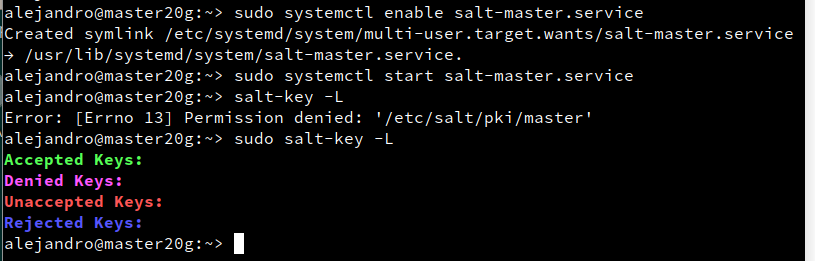 alejandro@master20g:~> sudo systemctl enable salt-master.service
Created symlink /etc/systemd/system/multi-user.target.wants/salt-master.service
→ /usr/lib/systemd/system/salt-master.service.
alejandro@master20g:~> sudo systemctl start salt-master.service
alejandro@master20g:~> salt-key -L
Error: [Errno 13] Permission denied: '/etc/salt/pki/master'
alejandro@master20g:~> sudo salt-key -L
Accepted Keys:
Denied Keys:
Unaccepted Keys:
Rejected Keys:
alejandro@master20g:~>